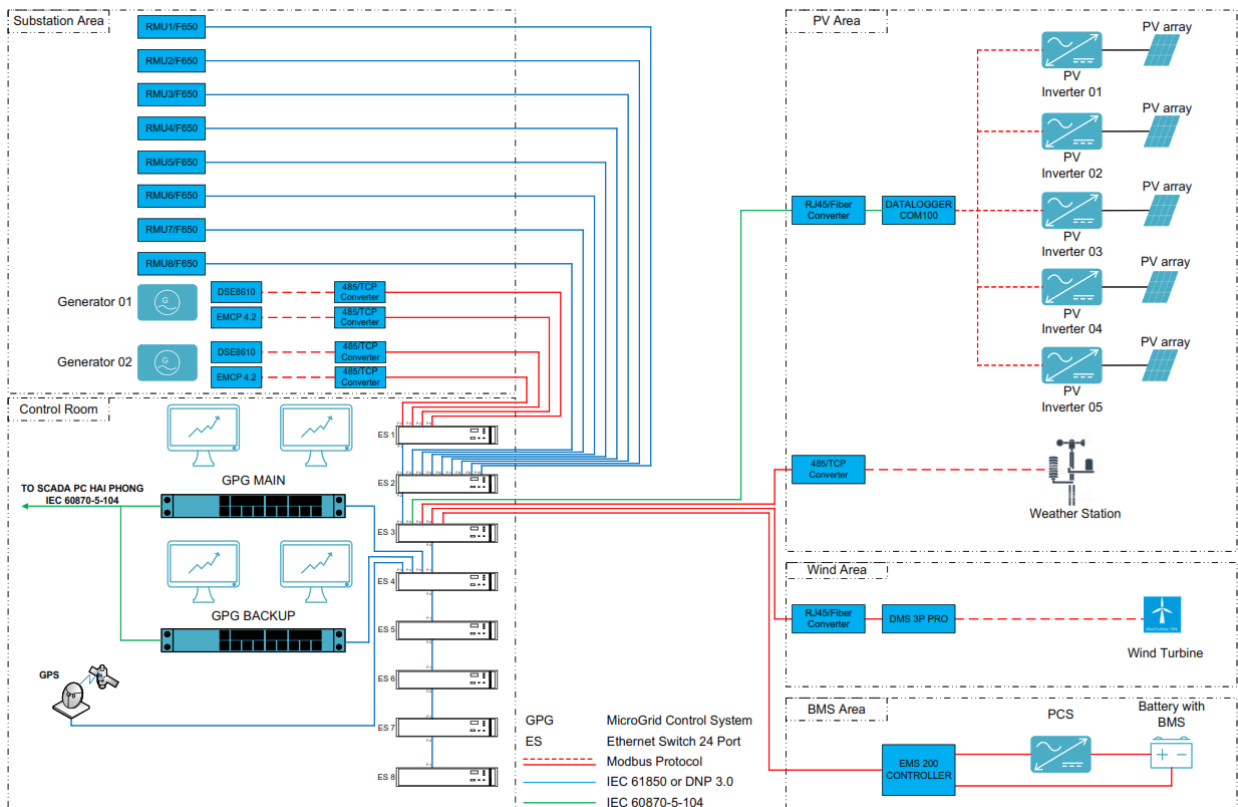 Substation Area
RMU1/F650
RMU2/F650
RMU3/F650
RMU4/F650
RMU5/F650
RMU6/F650
RMU7/F650
RMU8/F650
Generator 01
G
DSE8610
485/TCP
Converter
EMCP 4.2
485/TCP
Converter
Generator 02
G
DSE8610
485/TCP
Converter
EMCP 4.2
485/TCP
Converter
Control Room
ES 1
ES 2
ES 3
ES 4
ES 5
ES 6
ES 7
ES 8
GPG MAIN
TO SCADA PC HAI PHONG
IEC 60870-5-104
GPG BACKUP
GPS
GPG MicroGrid Control System
ES Ethernet Switch 24 Port
Modbus Protocol
IEC 61850 or DNP 3.0
IEC 60870-5-104
PV Area
PV
Inverter 01
PV array
PV
Inverter 02
PV array
RJ45/Fiber
Converter
DATALOGGER
COM100
PV
Inverter 03
PV array
PV
Inverter 04
PV array
PV
Inverter 05
PV array
485/TCP
Converter
Weather Station
Wind Area
RJ45/Fiber
Converter
DMS 3P PRO
Wind Turbine
BMS Area
EMS 200
CONTROLLER
PCS
Battery with
BMS